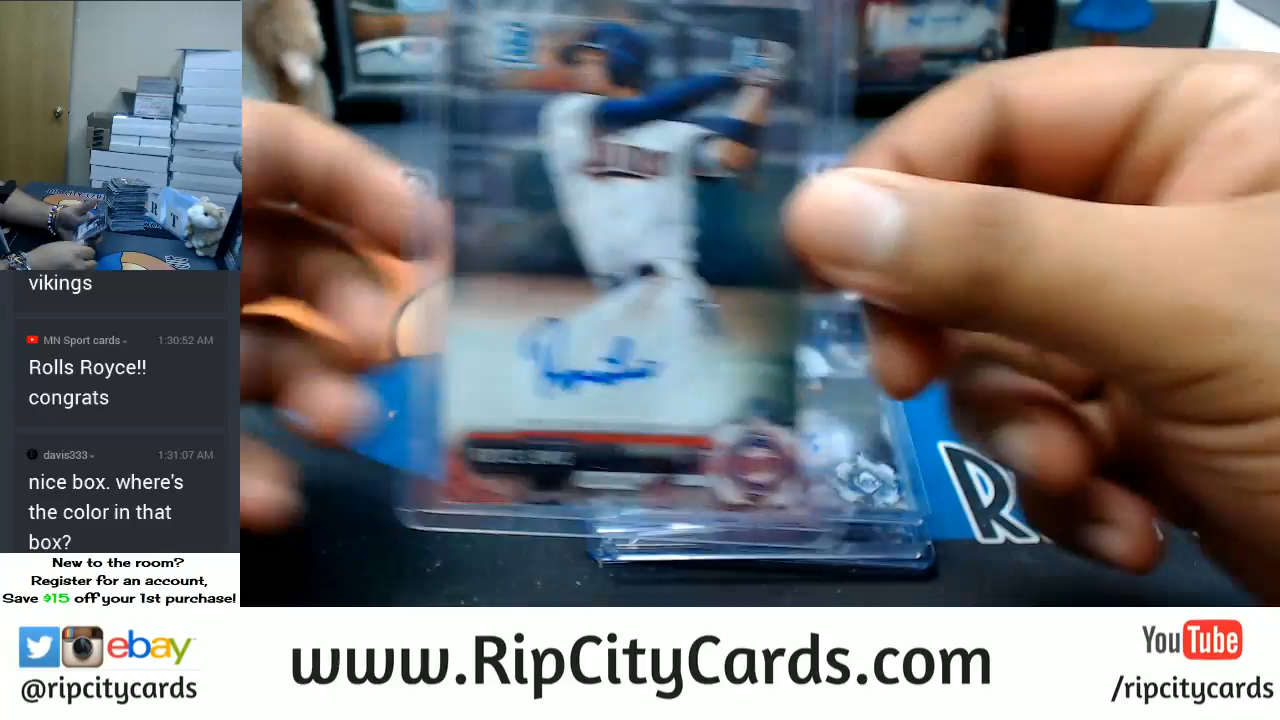 vikings
MN Sport cards
1:30:52 AM
Rolls Royce!!
congrats
davis333
1:31:07 AM
nice box. where's
the color in that
box?
New to the room?
Register for an account,
Save $15 off your 1st purchase!
ebay
@ripcitycards
www.RipCityCards.com
YouTube
/ripcitycards
R
T
R